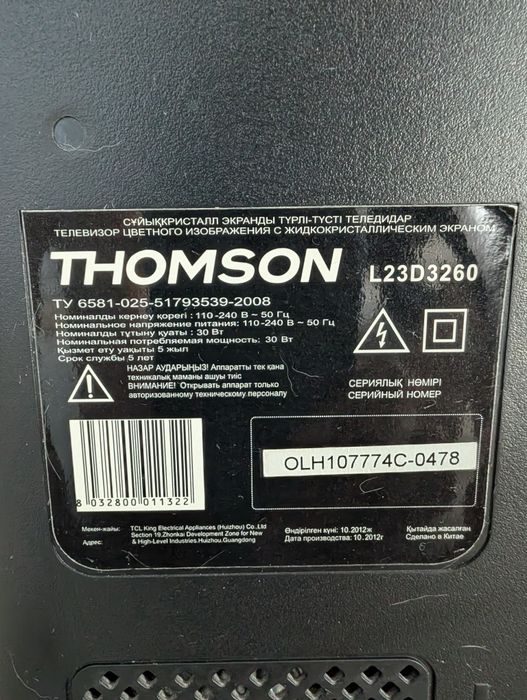 СҰЙЫҚКРИСТАЛЛ ЭКРАНДЫ ТҮРЛІ-ТҮСТІ ТЕЛЕДИДАР
ТЕЛЕВИЗОР ЦВЕТНОГО ИЗОБРАЖЕНИЯ С ЖИДКОКРИСТАЛЛИЧЕСКИМ ЭКРАНОМ
THOMSON L23D3260
ТУ 6581-025-51793539-2008
Номиналды кернеу қорегі : 110-240 В ~ 50 Гц
Номинальное напряжение питания: 110-240 В ~ 50 Гц
Номиналды тұтыну қуаты : 30 Вт
Номинальная потребляемая мощность: 30 Вт
Қызмет ету уақыты 5 жыл
Срок службы 5 лет
НАЗАР АУДАРЫҢЫЗ! Аппаратты тек қана
техникалық маманы ашуы тиіс
ВНИМАНИЕ! Открывать аппарат только
авторизованному техническому персоналу
СЕРИЯЛЫҚ НӨМІРІ
СЕРИЙНЫЙ НОМЕР
OLH107774C-0478
8 032800 011322
Мекен-жайы: TCL King Electrical Appliances (Huizhou) Co.,Ltd
Section 19,Zhonkai Development Zone for New
Адрес: & High-Level Industries.Huizhou.Guangdong
Өндірілген күні: 10.2012ж
Дата производства: 10.2012г
Қытайда жасалған
Сделано в Китае